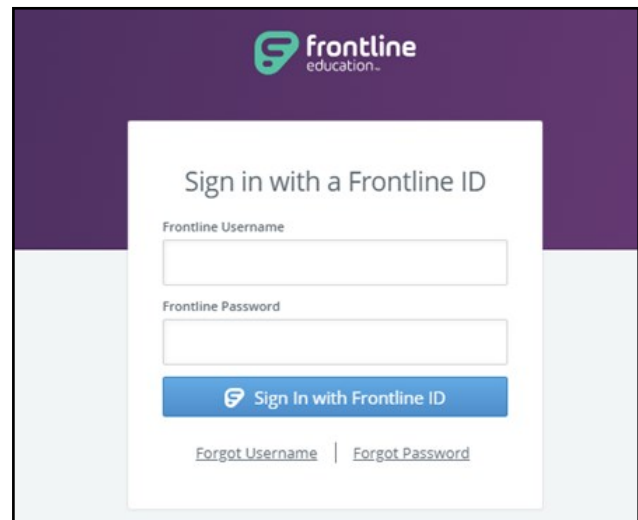 frontline
education™
Sign in with a Frontline ID
Frontline Username
Frontline Password
Sign In with Frontline ID
Forgot Username | Forgot Password